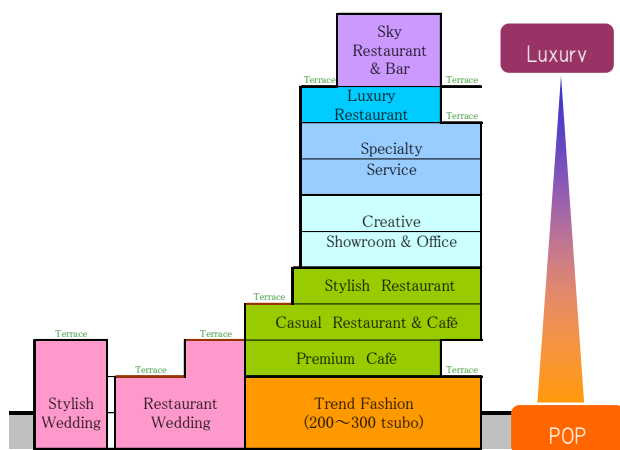 Sky
Restaurant
& Bar
Luxury
Terrace
Terrace
Luxury
Restaurant
Terrace
Specialty
Service
Creative
Showroom & Office
Stylish Restaurant
Terrace
Casual Restaurant & Café
Terrace
Terrace
Premium Café
Terrace
Terrace
Stylish
Wedding
Restaurant
Wedding
Trend Fashion
(200～300 tsubo)
POP